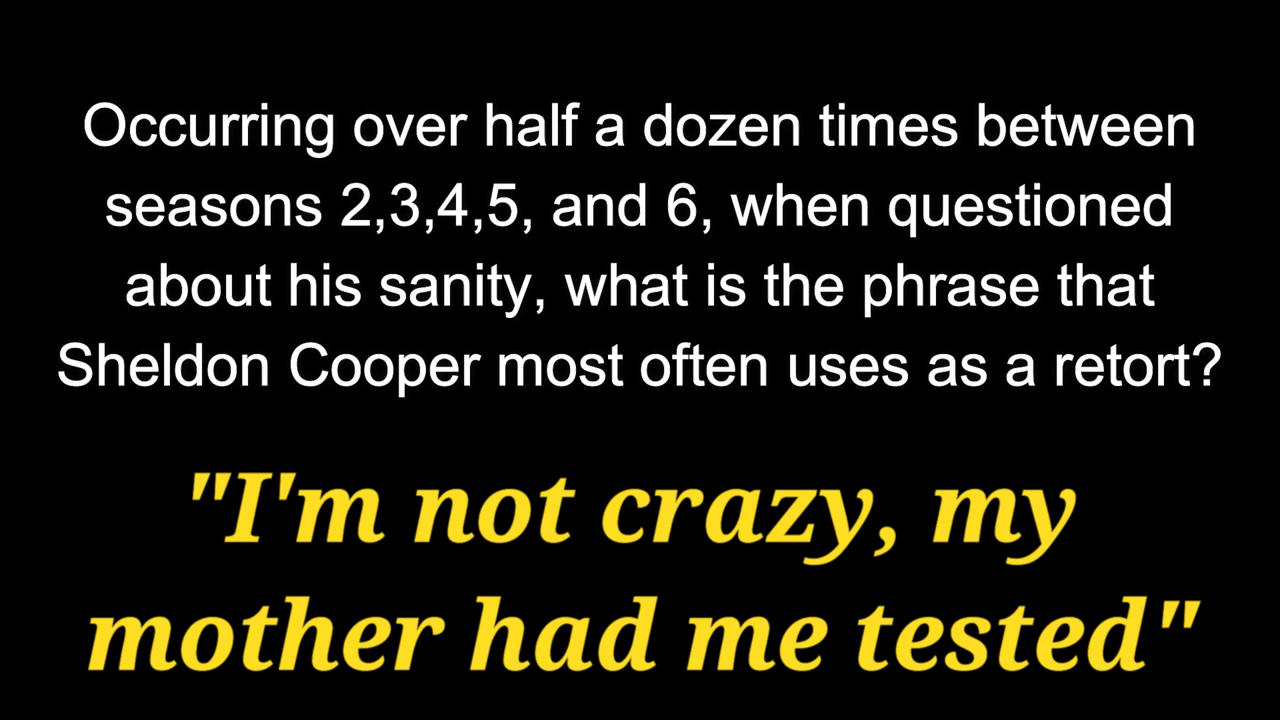 Occurring over half a dozen times between
seasons 2,3,4,5, and 6, when questioned
about his sanity, what is the phrase that
Sheldon Cooper most often uses as a retort?
"I'm not crazy, my
mother had me tested"